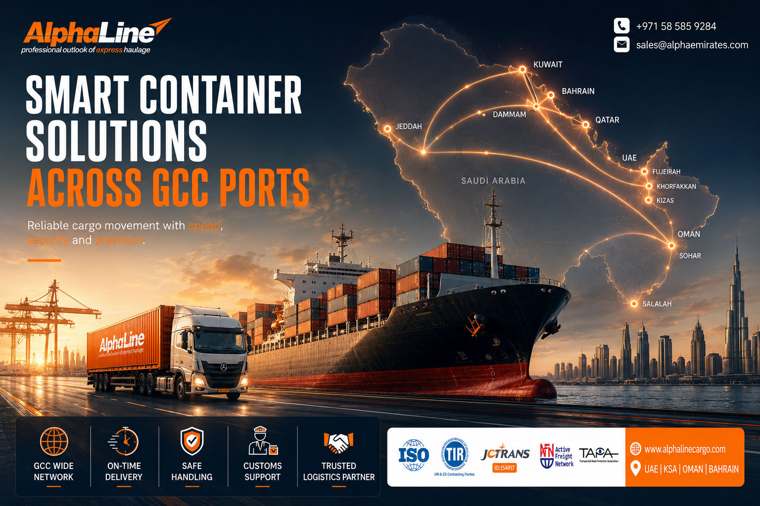 AlphaLine
professional outlook of express haulage
+971 58 585 9284
sales@alphaemirates.com
SMART CONTAINER
SOLUTIONS
ACROSS GCC PORTS
Reliable cargo movement with
and
KUWAIT
BAHRAIN
DAMMAM
QATAR
JEDDAH
UAE
SAUDI ARABIA
FUJEIRAH
KHORFAKKAN
KIZAS
OMAN
SOHAR
SALALAH
AlphaLine
GCC WIDE
NETWORK
ON-TIME
DELIVERY
SAFE
HANDLING
CUSTOMS
SUPPORT
TRUSTED
LOGISTICS PARTNER
ISO
TIR
JCTRANS
Active
Freight
Network
TAPA
www.alphalinecargo.com
UAE | KSA | OMAN | BAHRAIN